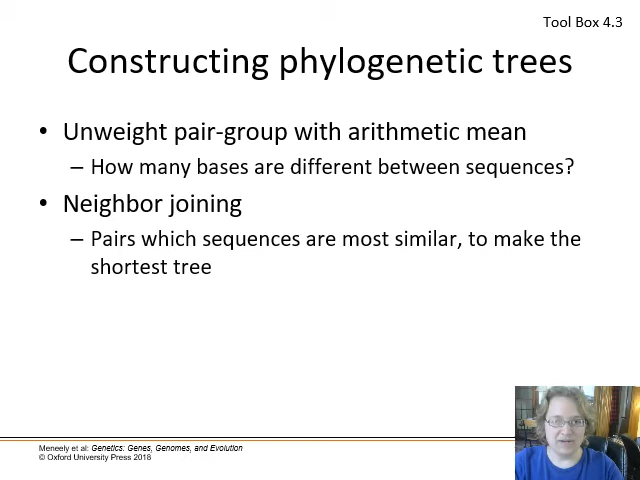 Tool Box 4.3
Constructing phylogenetic trees
• Unweight pair-group with arithmetic mean
– How many bases are different between sequences?
• Neighbor joining
– Pairs which sequences are most similar, to make the
shortest tree
Meneely et al: Genetics: Genes, Genomes, and Evolution
© Oxford University Press 2018